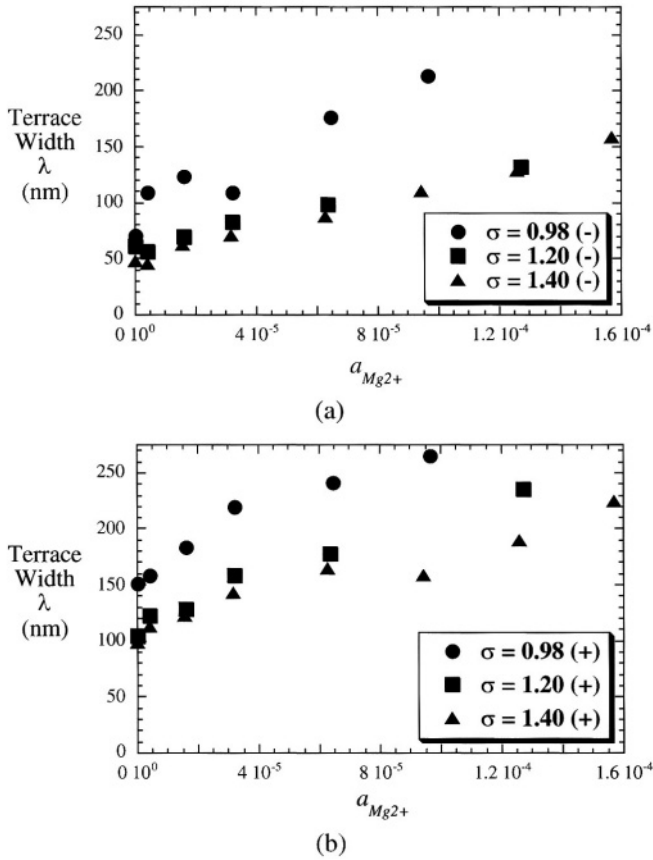 250
200
Terrace
Width
150
λ
(nm)
100
50
0
σ = 0.98 (-)
σ = 1.20 (-)
σ = 1.40 (-)
0 10⁰ 4 10⁻⁵ 8 10⁻⁵ 1.2 10⁻⁴ 1.6 10⁻⁴
a Mg2+
(a)
250
200
Terrace
Width
150
λ
(nm)
100
50
0
σ = 0.98 (+)
σ = 1.20 (+)
σ = 1.40 (+)
0 10⁰ 4 10⁻⁵ 8 10⁻⁵ 1.2 10⁻⁴ 1.6 10⁻⁴
a Mg2+
(b)